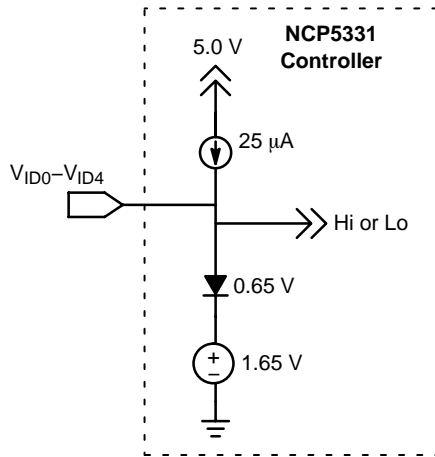 NCP5331
Controller
5.0 V
25 μA
VID0–VID4
Hi or Lo
0.65 V
+
−
1.65 V